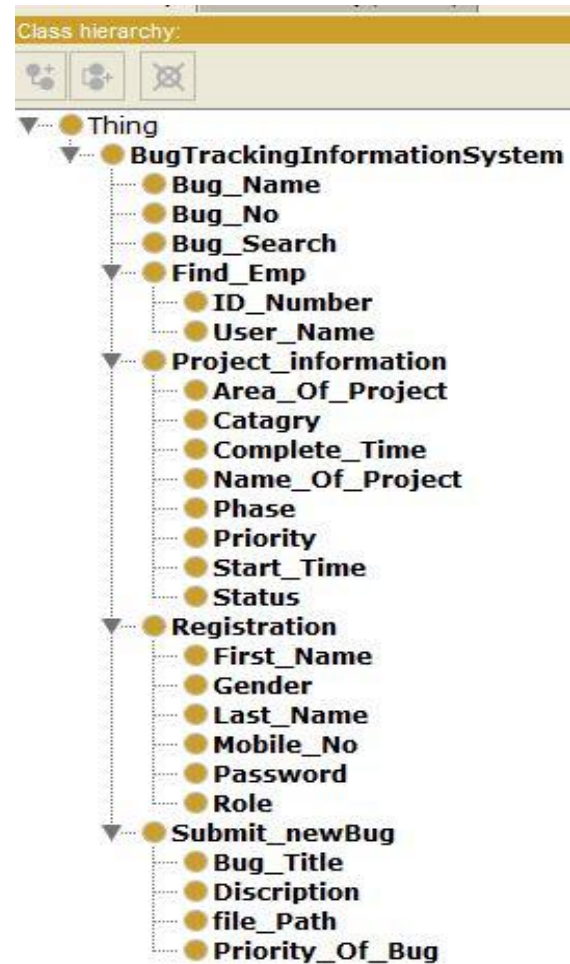 Class hierarchy:
Thing
BugTrackingInformationSystem
Bug_Name
Bug_No
Bug_Search
Find_Emp
ID_Number
User_Name
Project_information
Area_Of_Project
Catagry
Complete_Time
Name_Of_Project
Phase
Priority
Start_Time
Status
Registration
First_Name
Gender
Last_Name
Mobile_No
Password
Role
Submit_newBug
Bug_Title
Discription
file_Path
Priority_Of_Bug